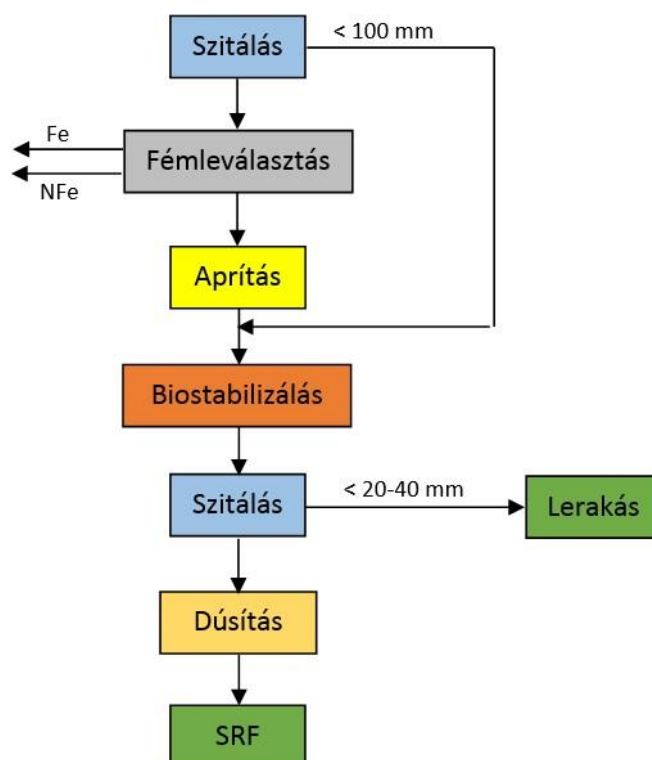 Szitálás
< 100 mm
Fe
Fémleválasztás
NFe
Aprítás
Biostabilizálás
Szitálás
< 20-40 mm
Lerakás
Dúsítás
SRF